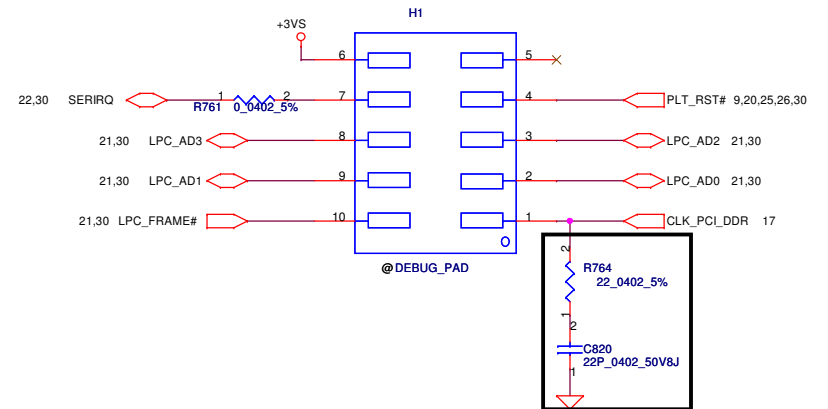 H1
+3VS
6 5
22,30 SERIRQ 1 2 7 4 PLT_RST# 9,20,25,26,30
R761 0_0402_5%
21,30 LPC_AD3 8 3 LPC_AD2 21,30
21,30 LPC_AD1 9 2 LPC_AD0 21,30
21,30 LPC_FRAME# 10 1 CLK_PCI_DDR 17
@DEBUG_PAD
2
R764
22_0402_5%
1
2
C820
22P_0402_50V8J
1